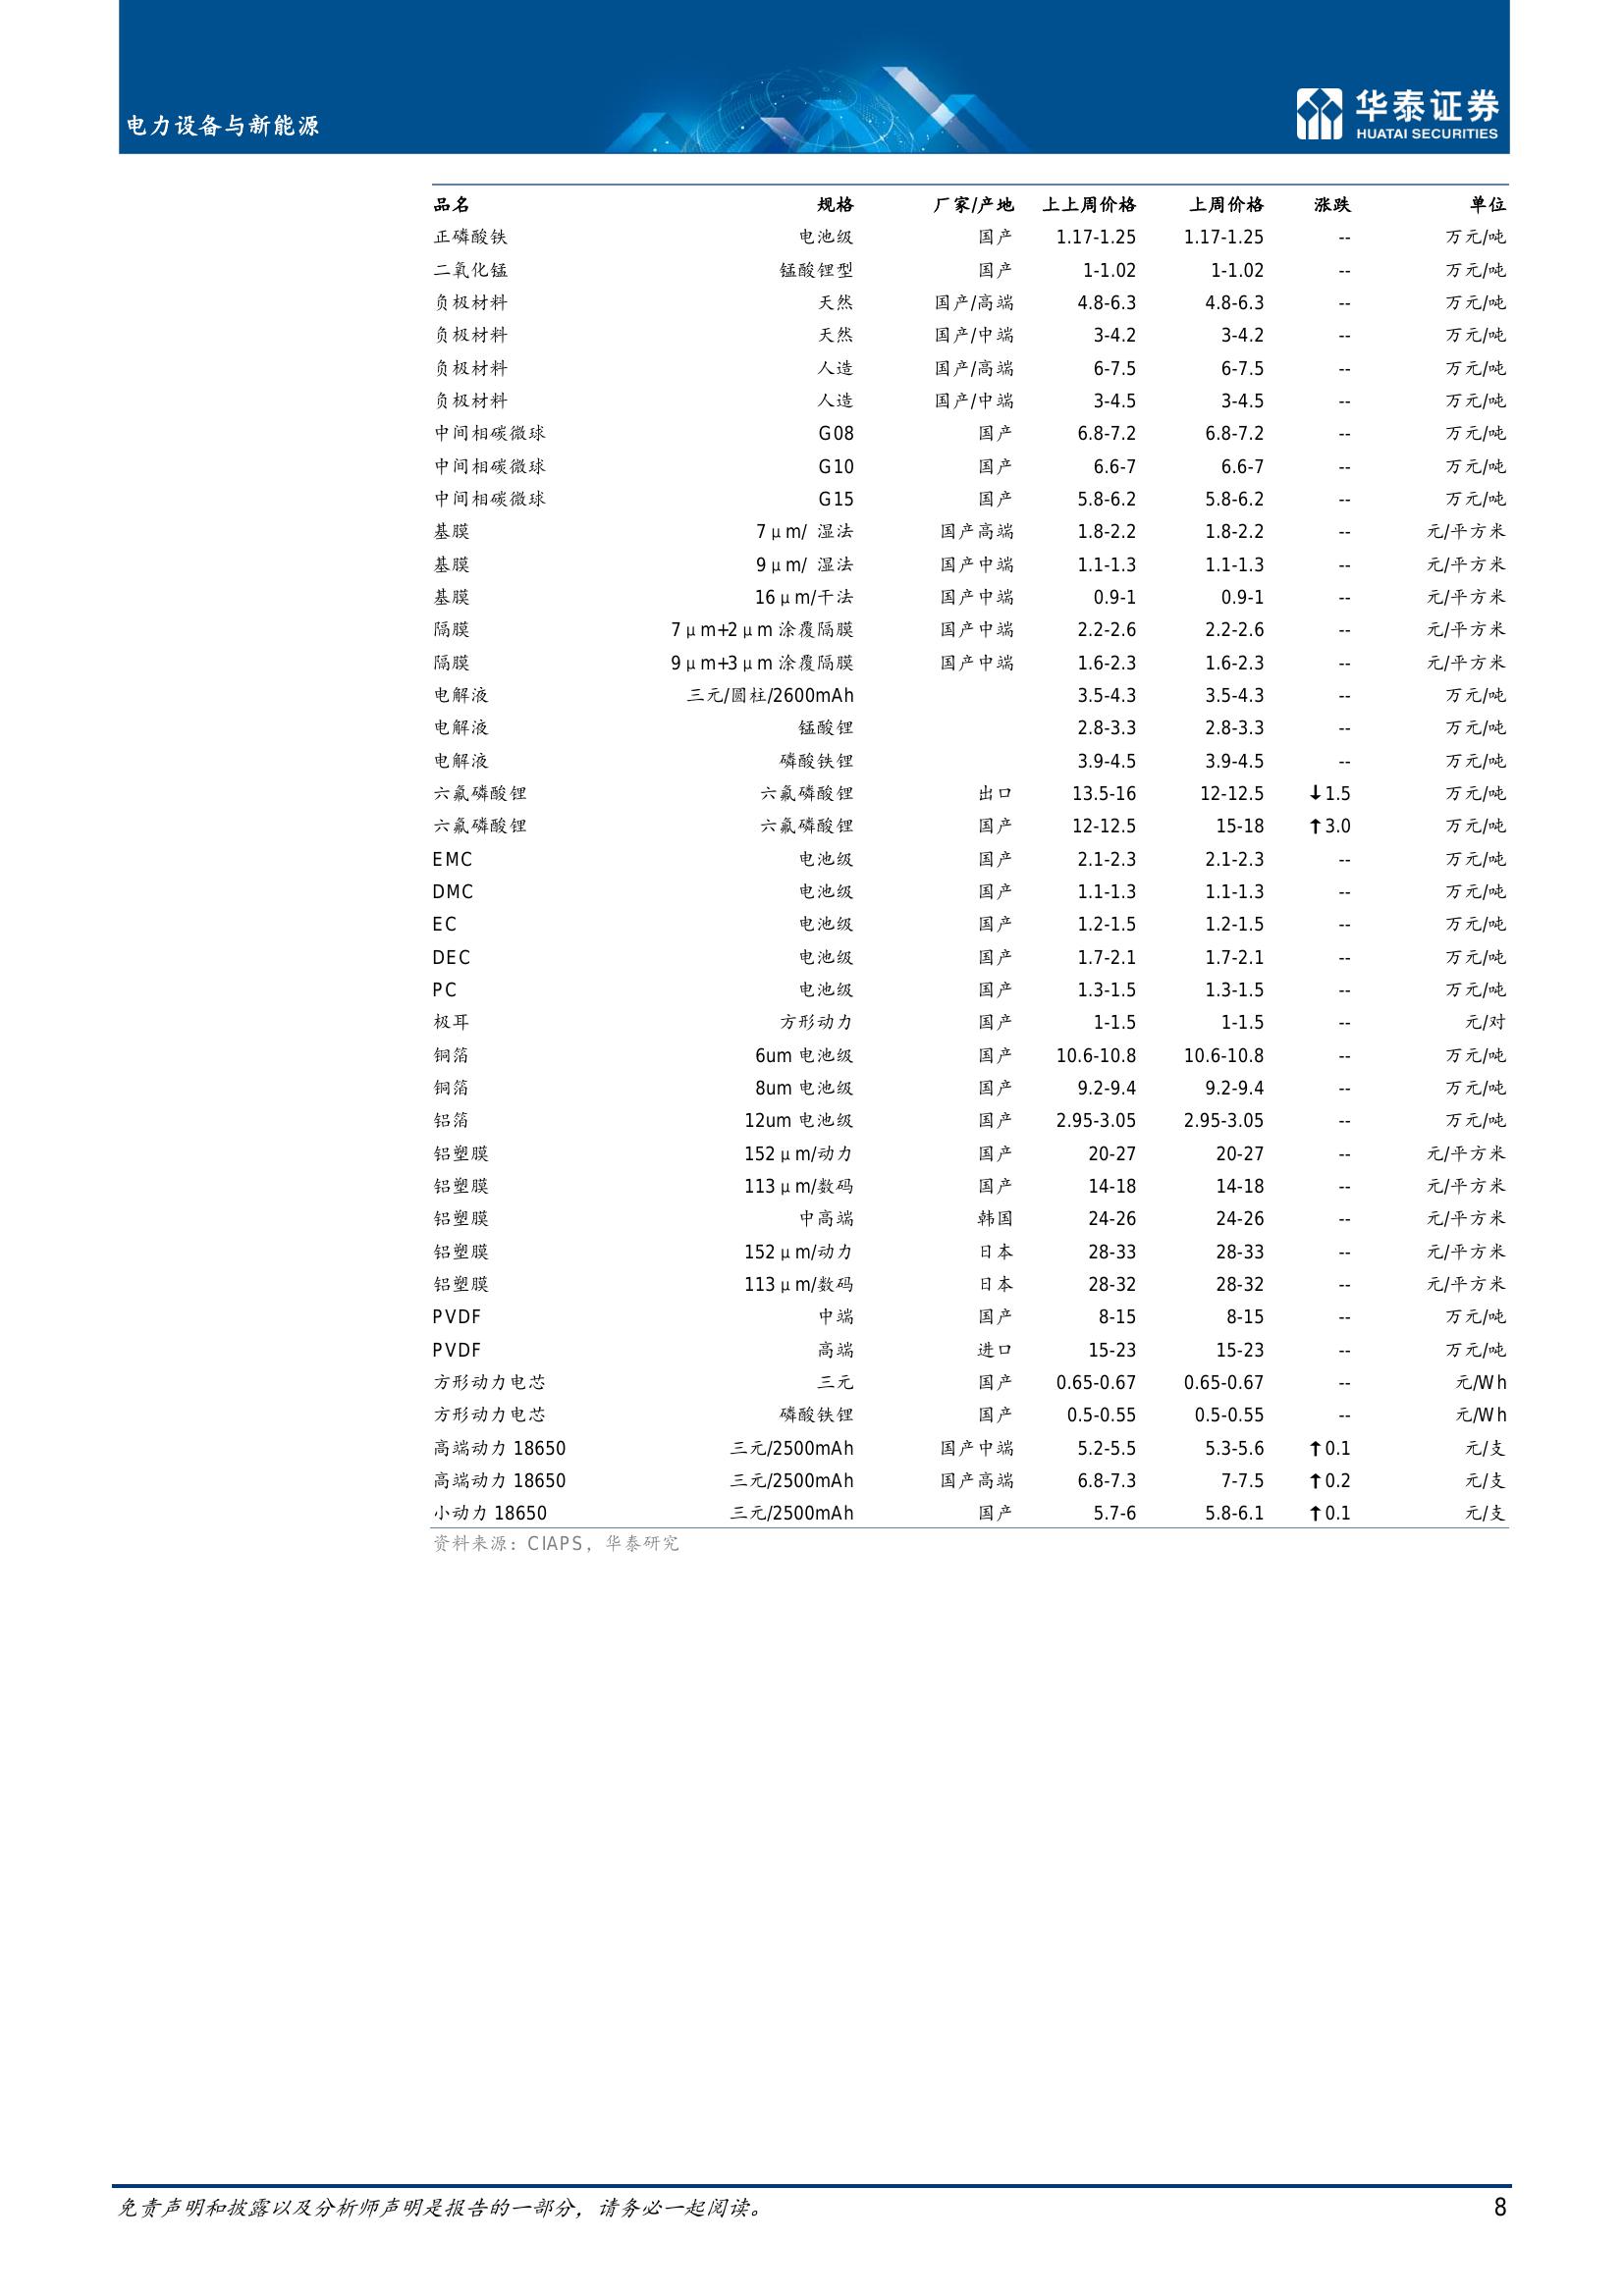 电力设备与新能源
华泰证券
HUATAI SECURITIES
品名 规格 厂家/产地 上上周价格 上周价格 涨跌 单位
正磷酸铁 电池级 国产 1.17-1.25 1.17-1.25 -- 万元/吨
二氧化锰 锰酸锂型 国产 1-1.02 1-1.02 -- 万元/吨
负极材料 天然 国产/高端 4.8-6.3 4.8-6.3 -- 万元/吨
负极材料 天然 国产/中端 3-4.2 3-4.2 -- 万元/吨
负极材料 人造 国产/高端 6-7.5 6-7.5 -- 万元/吨
负极材料 人造 国产/中端 3-4.5 3-4.5 -- 万元/吨
中间相碳微球 G08 国产 6.8-7.2 6.8-7.2 -- 万元/吨
中间相碳微球 G10 国产 6.6-7 6.6-7 -- 万元/吨
中间相碳微球 G15 国产 5.8-6.2 5.8-6.2 -- 万元/吨
基膜 7μm/ 湿法 国产高端 1.8-2.2 1.8-2.2 -- 元/平方米
基膜 9μm/ 湿法 国产中端 1.1-1.3 1.1-1.3 -- 元/平方米
基膜 16μm/干法 国产中端 0.9-1 0.9-1 -- 元/平方米
隔膜 7μm+2μm 涂覆隔膜 国产中端 2.2-2.6 2.2-2.6 -- 元/平方米
隔膜 9μm+3μm 涂覆隔膜 国产中端 1.6-2.3 1.6-2.3 -- 元/平方米
电解液 三元/圆柱/2600mAh 3.5-4.3 3.5-4.3 -- 万元/吨
电解液 锰酸锂 2.8-3.3 2.8-3.3 -- 万元/吨
电解液 磷酸铁锂 3.9-4.5 3.9-4.5 -- 万元/吨
六氟磷酸锂 六氟磷酸锂 出口 13.5-16 12-12.5 ↓1.5 万元/吨
六氟磷酸锂 六氟磷酸锂 国产 12-12.5 15-18 ↑3.0 万元/吨
EMC 电池级 国产 2.1-2.3 2.1-2.3 -- 万元/吨
DMC 电池级 国产 1.1-1.3 1.1-1.3 -- 万元/吨
EC 电池级 国产 1.2-1.5 1.2-1.5 -- 万元/吨
DEC 电池级 国产 1.7-2.1 1.7-2.1 -- 万元/吨
PC 电池级 国产 1.3-1.5 1.3-1.5 -- 万元/吨
极耳 方形动力 国产 1-1.5 1-1.5 -- 元/对
铜箔 6um 电池级 国产 10.6-10.8 10.6-10.8 -- 万元/吨
铜箔 8um 电池级 国产 9.2-9.4 9.2-9.4 -- 万元/吨
铝箔 12um 电池级 国产 2.95-3.05 2.95-3.05 -- 万元/吨
铝塑膜 152μm/动力 国产 20-27 20-27 -- 元/平方米
铝塑膜 113μm/数码 国产 14-18 14-18 -- 元/平方米
铝塑膜 中高端 韩国 24-26 24-26 -- 元/平方米
铝塑膜 152μm/动力 日本 28-33 28-33 -- 元/平方米
铝塑膜 113μm/数码 日本 28-32 28-32 -- 元/平方米
PVDF 中端 国产 8-15 8-15 -- 万元/吨
PVDF 高端 进口 15-23 15-23 -- 万元/吨
方形动力电芯 三元 国产 0.65-0.67 0.65-0.67 -- 元/Wh
方形动力电芯 磷酸铁锂 国产 0.5-0.55 0.5-0.55 -- 元/Wh
高端动力 18650 三元/2500mAh 国产中端 5.2-5.5 5.3-5.6 ↑0.1 元/支
高端动力 18650 三元/2500mAh 国产高端 6.8-7.3 7-7.5 ↑0.2 元/支
小动力 18650 三元/2500mAh 国产 5.7-6 5.8-6.1 ↑0.1 元/支
资料来源：CIAPS，华泰研究
免责声明和披露以及分析师声明是报告的一部分，请务必一起阅读。 8